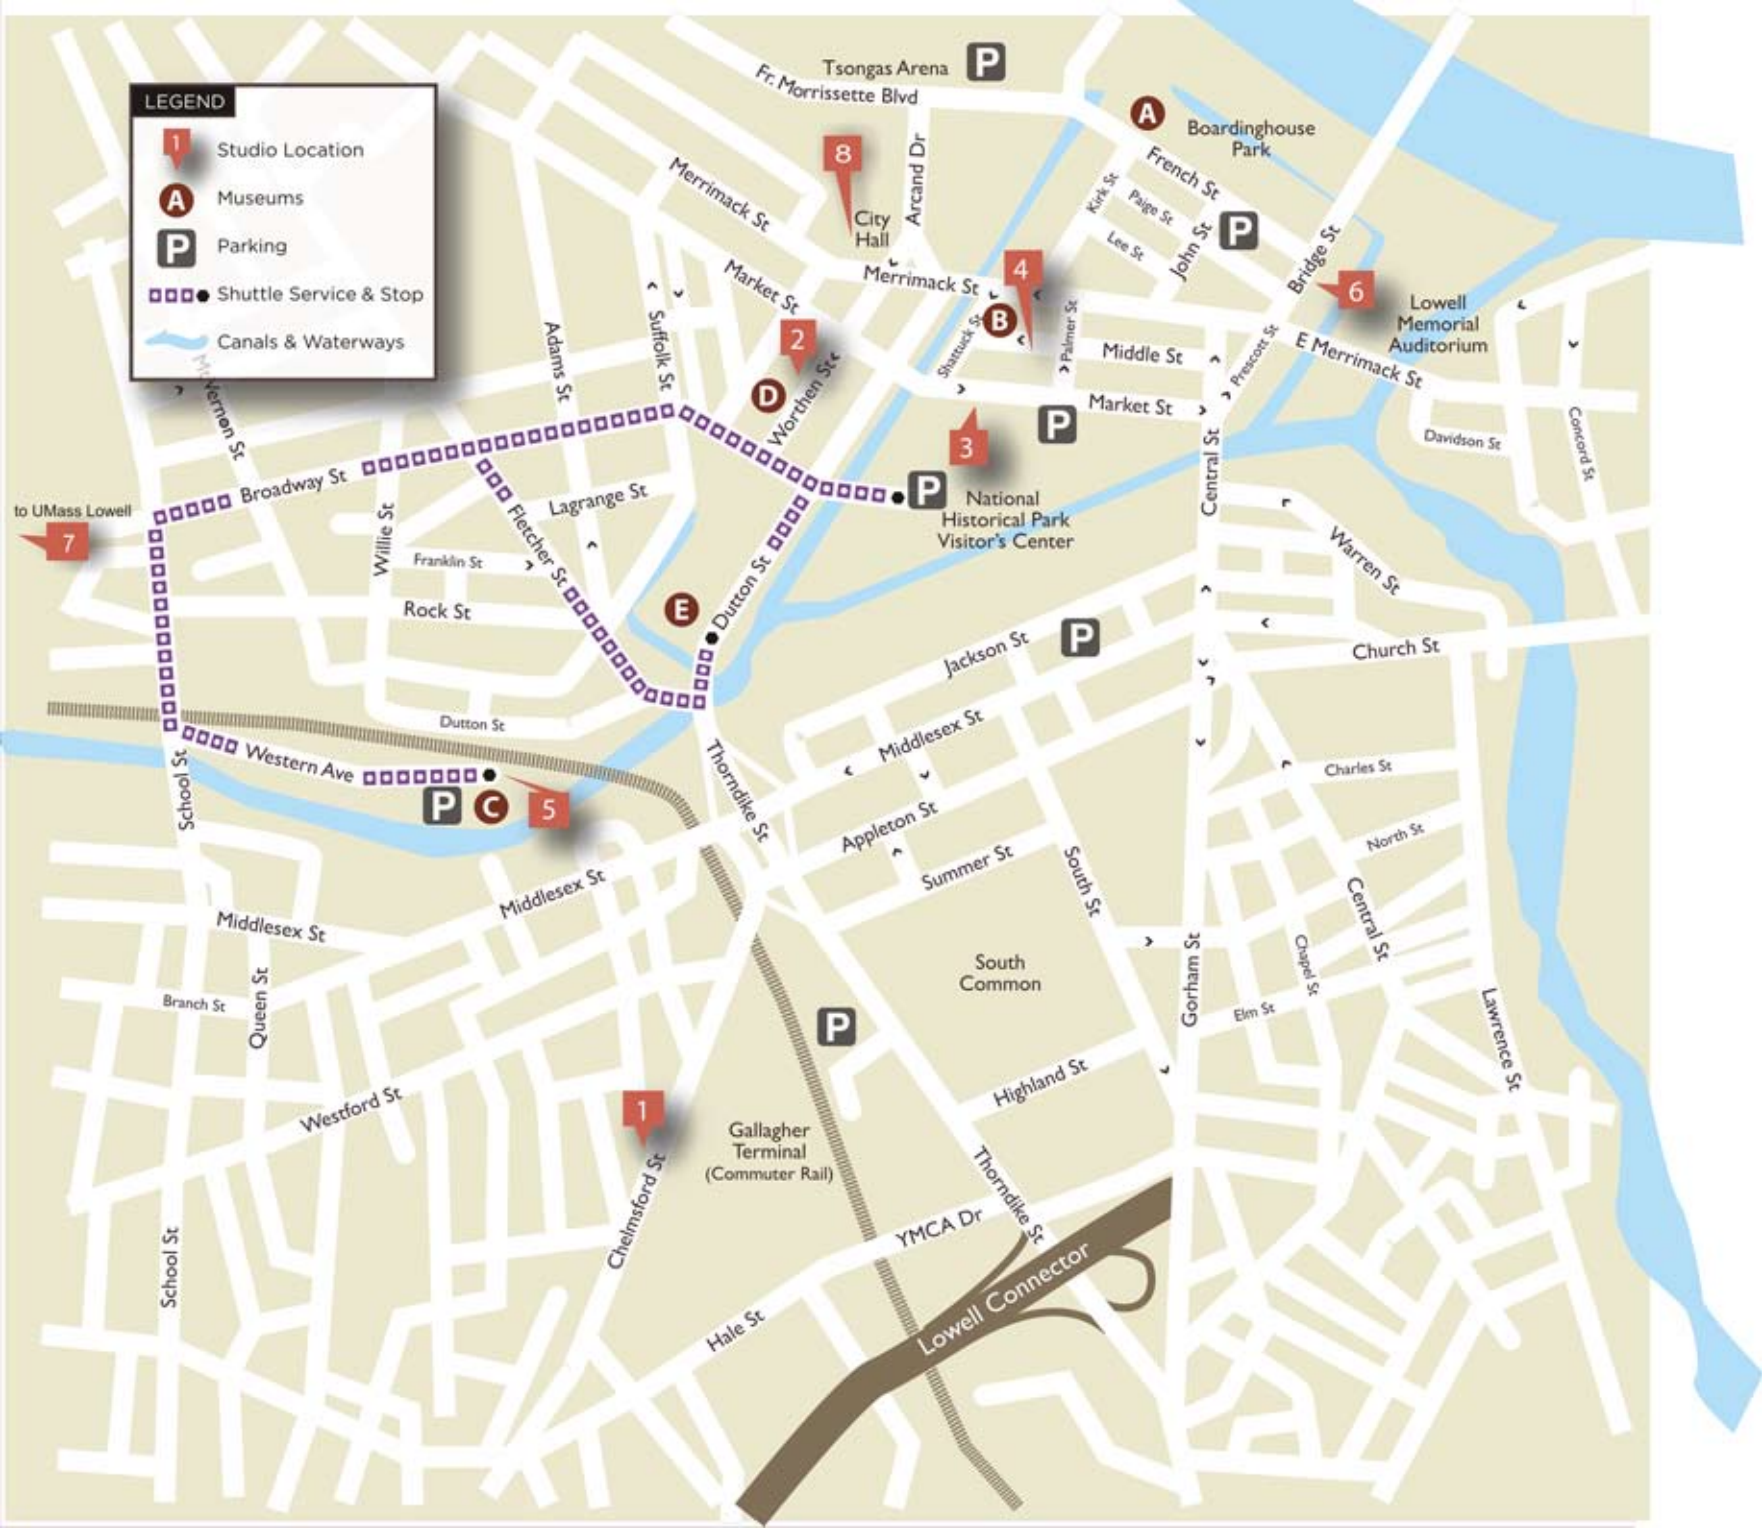 LEGEND
1
Studio Location
A
Museums
P
Parking
Shuttle Service & Stop
Canals & Waterways
Tsongas Arena
P
Fr. Morrissette Blvd
A
Boardinghouse
Park
8
Arcand Dr
French St
Kirk St
Paige St
Merrimack St
City
Hall
P
Lee St
John St
Bridge St
4
Market St
Merrimack St
6
Lowell
Memorial
Auditorium
B
Shattuck St
Palmer St
Middle St
Prescott St
E Merrimack St
Suffolk St
Adams St
2
D
Worthen St
Market St
P
3
Davidson St
Concord St
Central St
Broadway St
Willie St
Lagrange St
P
National
Historical Park
Visitor's Center
to UMass Lowell
7
Fletcher St
Franklin St
Warren St
Rock St
E
Dutton St
P
Jackson St
Church St
Dutton St
Middlesex St
School St
Western Ave
Thorndike St
Charles St
P
C
5
Appleton St
North St
Summer St
South St
Middlesex St
Middlesex St
Central St
Chapel St
Gorham St
South
Common
Branch St
Queen St
Elm St
Lawrence St
P
Highland St
Westford St
1
Gallagher
Terminal
(Commuter Rail)
Chelmsford St
Thorndike St
YMCA Dr
School St
Lowell Connector
Hale St